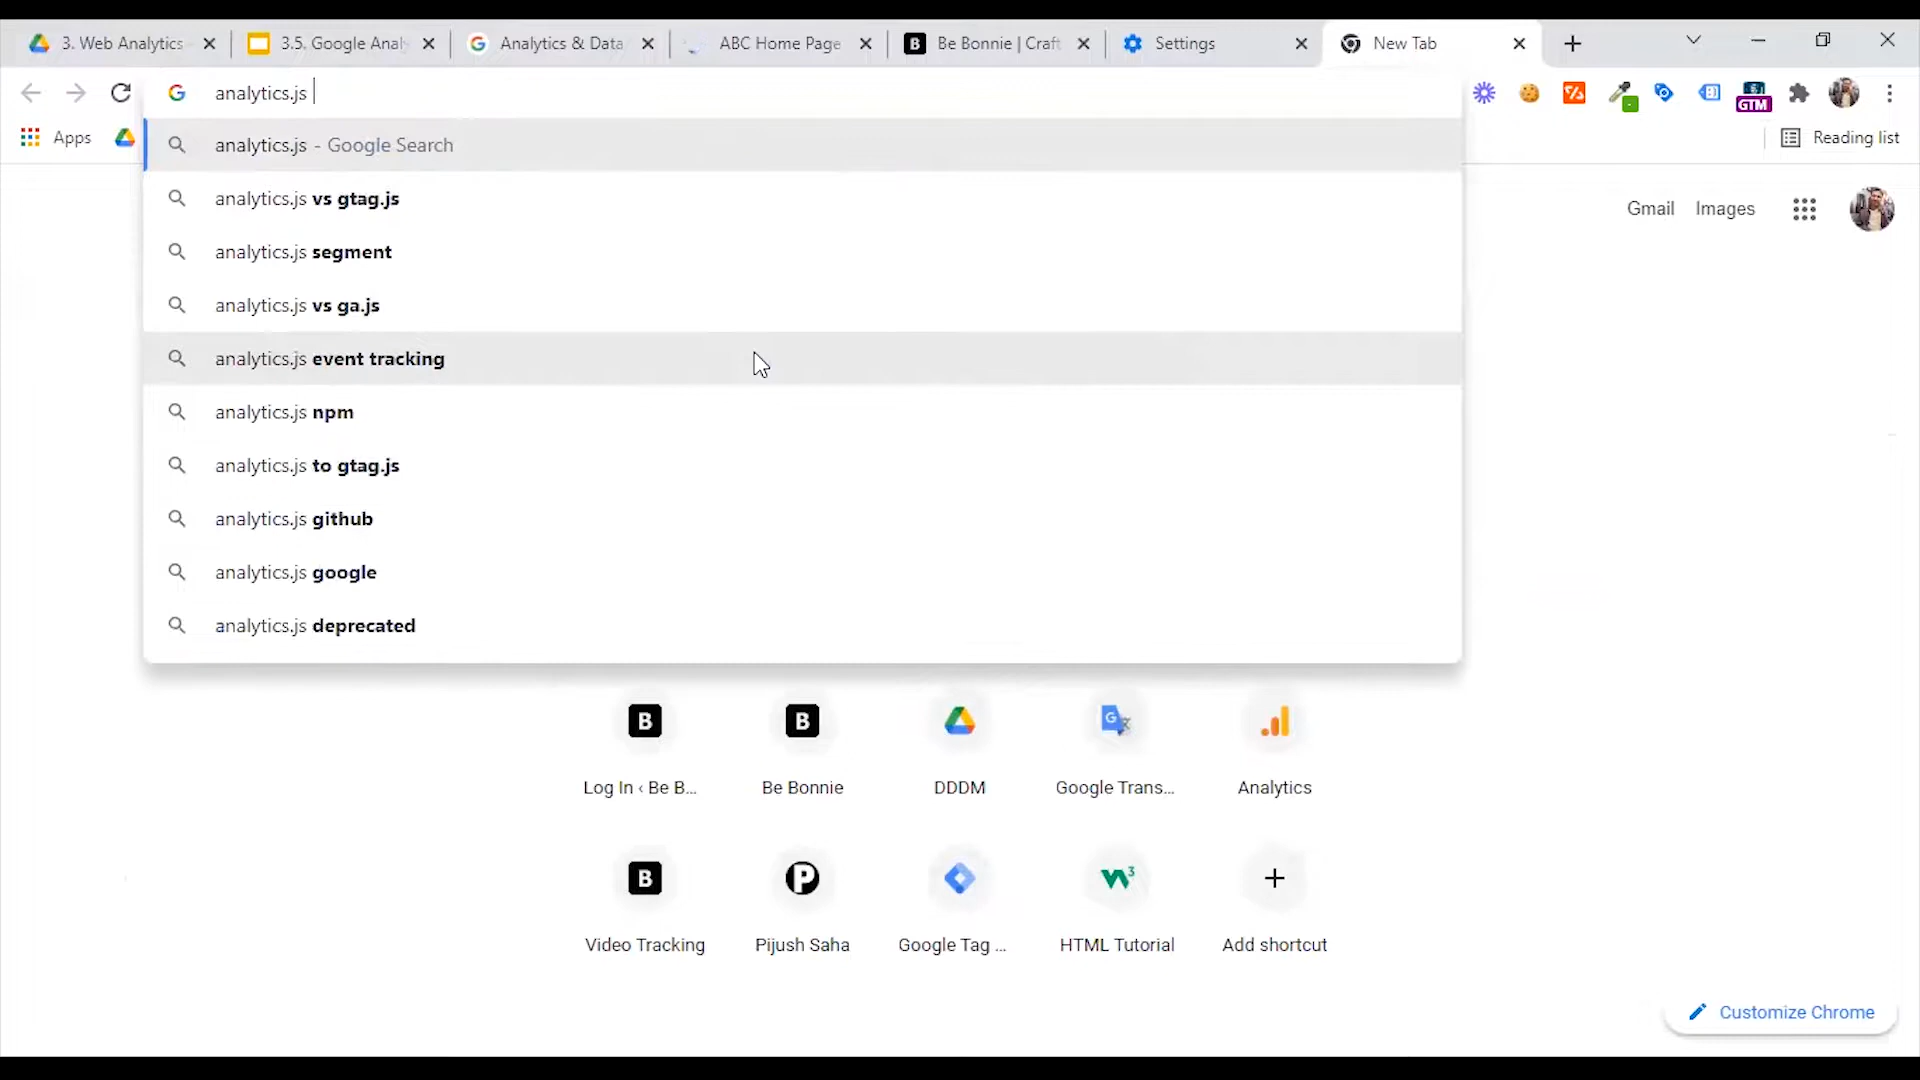 3. Web Analytics
3.5. Google Analy
Analytics & Data
ABC Home Page
Be Bonnie | Craft
Settings
New Tab
analytics.js
GTM
Apps
Reading list
analytics.js - Google Search
analytics.js vs gtag.js
analytics.js segment
analytics.js vs ga.js
analytics.js event tracking
analytics.js npm
analytics.js to gtag.js
analytics.js github
analytics.js google
analytics.js deprecated
Gmail
Images
Log In ‹ Be B...
Be Bonnie
DDDM
Google Trans...
Analytics
Video Tracking
Pijush Saha
Google Tag ...
HTML Tutorial
Add shortcut
Customize Chrome